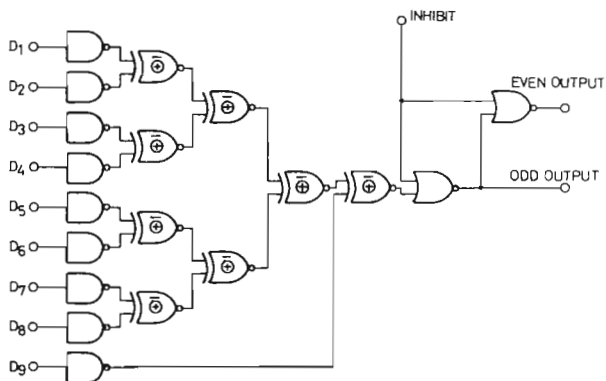 INHIBIT
D1
D2
EVEN OUTPUT
D3
D4
ODD OUTPUT
D5
D6
D7
D8
D9